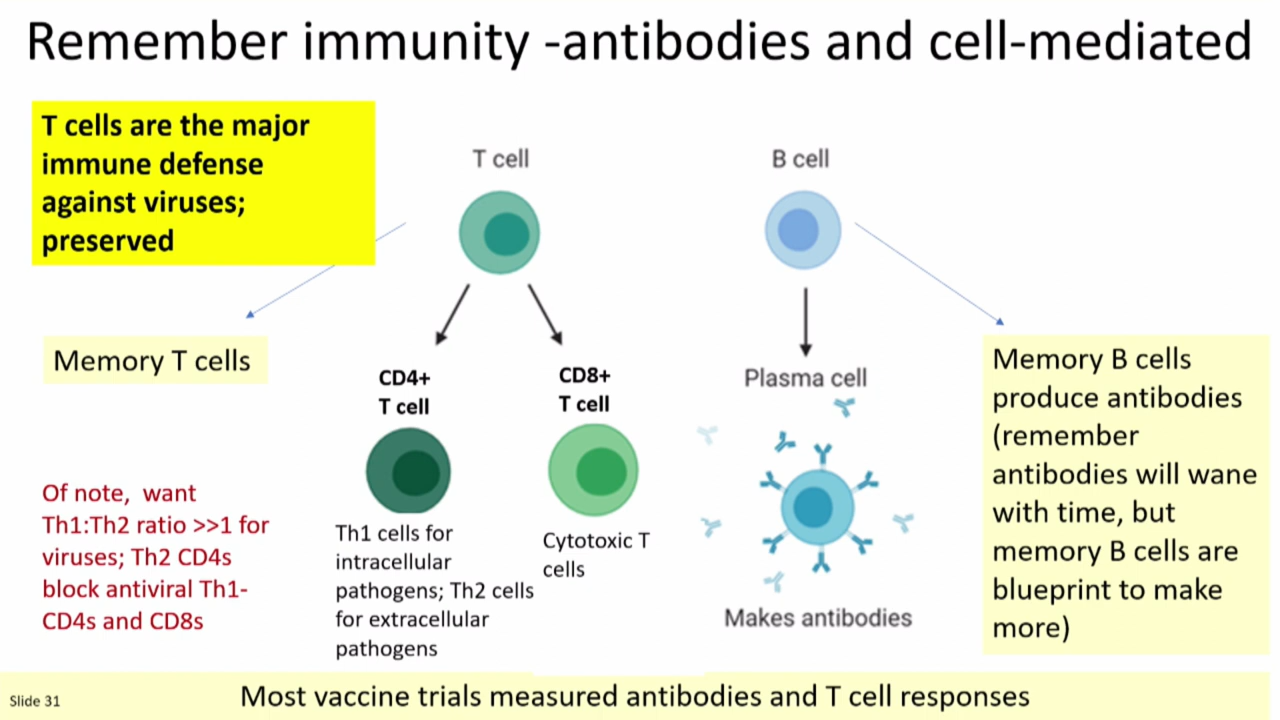 Remember immunity -antibodies and cell-mediated
T cells are the major
immune defense
against viruses;
preserved
T cell
B cell
Memory T cells
CD4+
T cell
CD8+
T cell
Plasma cell
Memory B cells
produce antibodies
(remember
antibodies will wane
with time, but
memory B cells are
blueprint to make
more)
Of note, want
Th1:Th2 ratio >>1 for
viruses; Th2 CD4s
block antiviral Th1-
CD4s and CD8s
Th1 cells for
intracellular
pathogens; Th2 cells
for extracellular
pathogens
Cytotoxic T
cells
Makes antibodies
Slide 31
Most vaccine trials measured antibodies and T cell responses